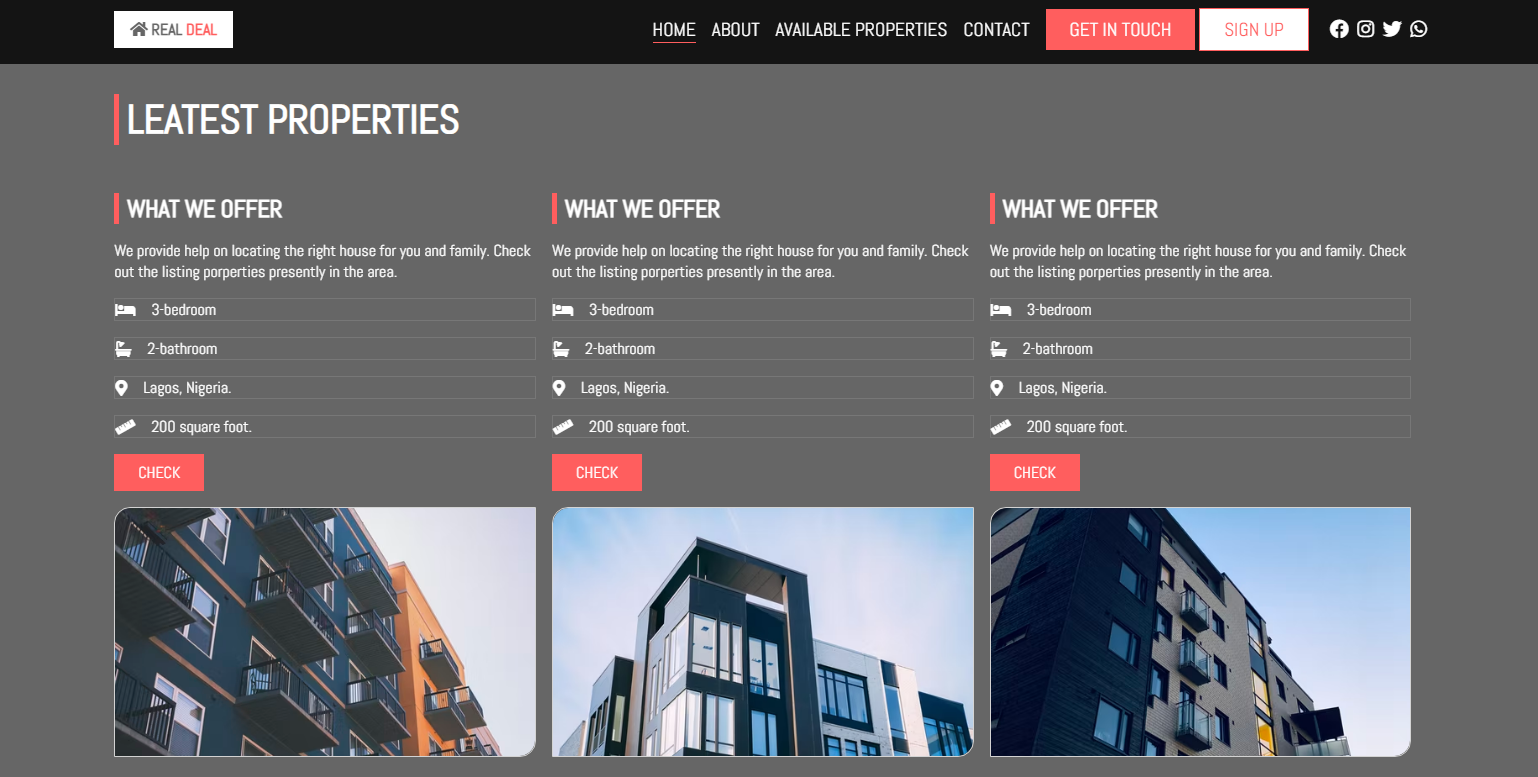 REAL DEAL
HOME ABOUT AVAILABLE PROPERTIES CONTACT GET IN TOUCH SIGN UP
LEATEST PROPERTIES
WHAT WE OFFER
We provide help on locating the right house for you and family. Check
out the listing porperties presently in the area.
3-bedroom
2-bathroom
Lagos, Nigeria.
200 square foot.
CHECK
WHAT WE OFFER
We provide help on locating the right house for you and family. Check
out the listing porperties presently in the area.
3-bedroom
2-bathroom
Lagos, Nigeria.
200 square foot.
CHECK
WHAT WE OFFER
We provide help on locating the right house for you and family. Check
out the listing porperties presently in the area.
3-bedroom
2-bathroom
Lagos, Nigeria.
200 square foot.
CHECK